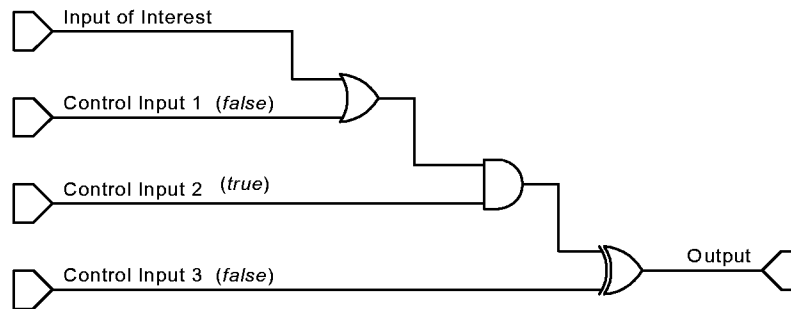 Input of Interest
Control Input 1 (false)
Control Input 2 (true)
Control Input 3 (false)
Output